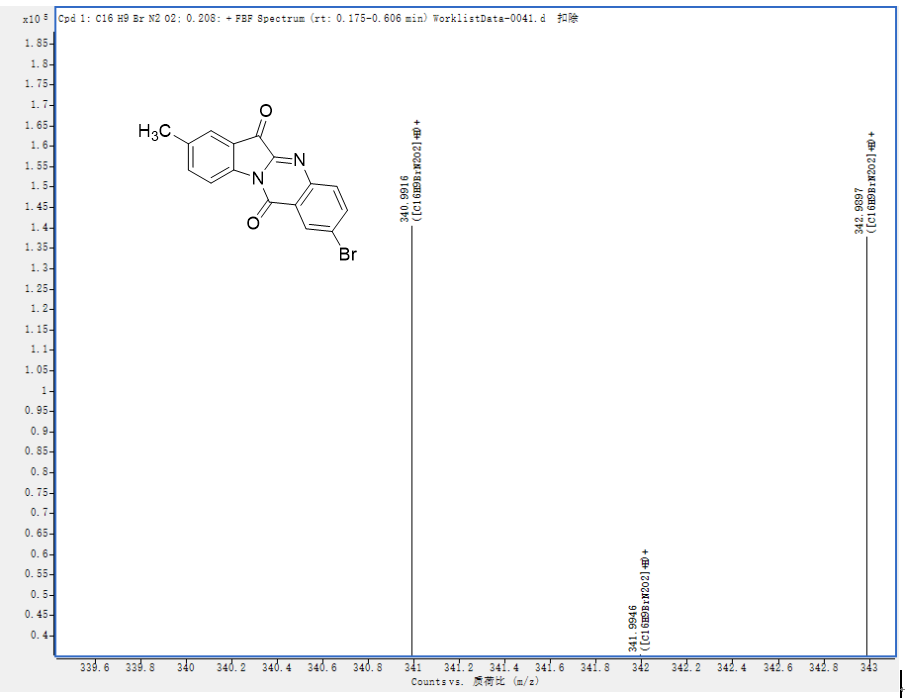 x10 5
Cpd 1: C16 H9 Br N2 O2: 0.208: + FBF Spectrum (rt: 0.175-0.606 min) WorklistData-0041.d 扣除
1.85
1.8
1.75
1.7
1.65
1.6
1.55
1.5
1.45
1.4
1.35
1.3
1.25
1.2
1.15
1.1
1.05
1
0.95
0.9
0.85
0.8
0.75
0.7
0.65
0.6
0.55
0.5
0.45
0.4
H3C
O
N
N
O
Br
340.9916
([C16H9BrN2O2]+H)+
341.9946
([C16H9BrN2O2]+H)+
342.9897
([C16H9BrN2O2]+H)+
339.6 339.8 340 340.2 340.4 340.6 340.8 341 341.2 341.4 341.6 341.8 342 342.2 342.4 342.6 342.8 343
Counts vs. 质荷比 (m/z)